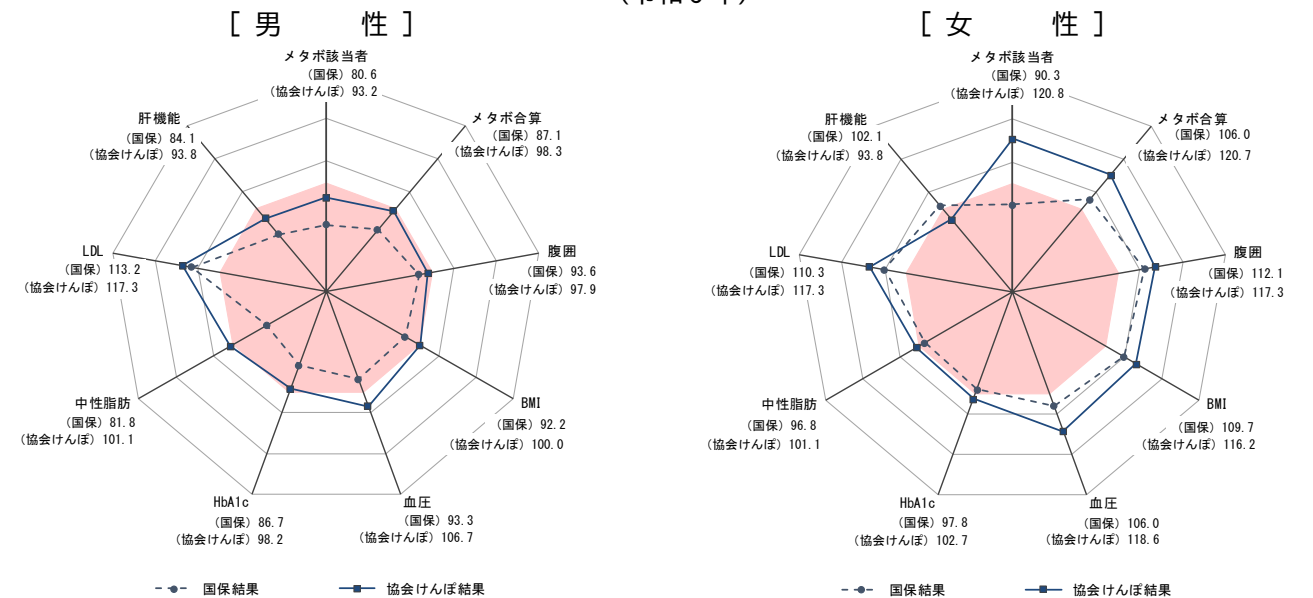 [ 男 性 ]
メタボ該当者
(国保) 80.6
(協会けんぽ) 93.2
メタボ合算
(国保) 87.1
(協会けんぽ) 98.3
腹囲
(国保) 93.6
(協会けんぽ) 97.9
BMI
(国保) 92.2
(協会けんぽ) 100.0
血圧
(国保) 93.3
(協会けんぽ) 106.7
HbA1c
(国保) 86.7
(協会けんぽ) 98.2
中性脂肪
(国保) 81.8
(協会けんぽ) 101.1
LDL
(国保) 113.2
(協会けんぽ) 117.3
肝機能
(国保) 84.1
(協会けんぽ) 93.8
国保結果
協会けんぽ結果
[ 女 性 ]
メタボ該当者
(国保) 90.3
(協会けんぽ) 120.8
メタボ合算
(国保) 106.0
(協会けんぽ) 120.7
腹囲
(国保) 112.1
(協会けんぽ) 117.3
BMI
(国保) 109.7
(協会けんぽ) 116.2
血圧
(国保) 106.0
(協会けんぽ) 118.6
HbA1c
(国保) 97.8
(協会けんぽ) 102.7
中性脂肪
(国保) 96.8
(協会けんぽ) 101.1
LDL
(国保) 110.3
(協会けんぽ) 117.3
肝機能
(国保) 102.1
(協会けんぽ) 93.8
国保結果
協会けんぽ結果